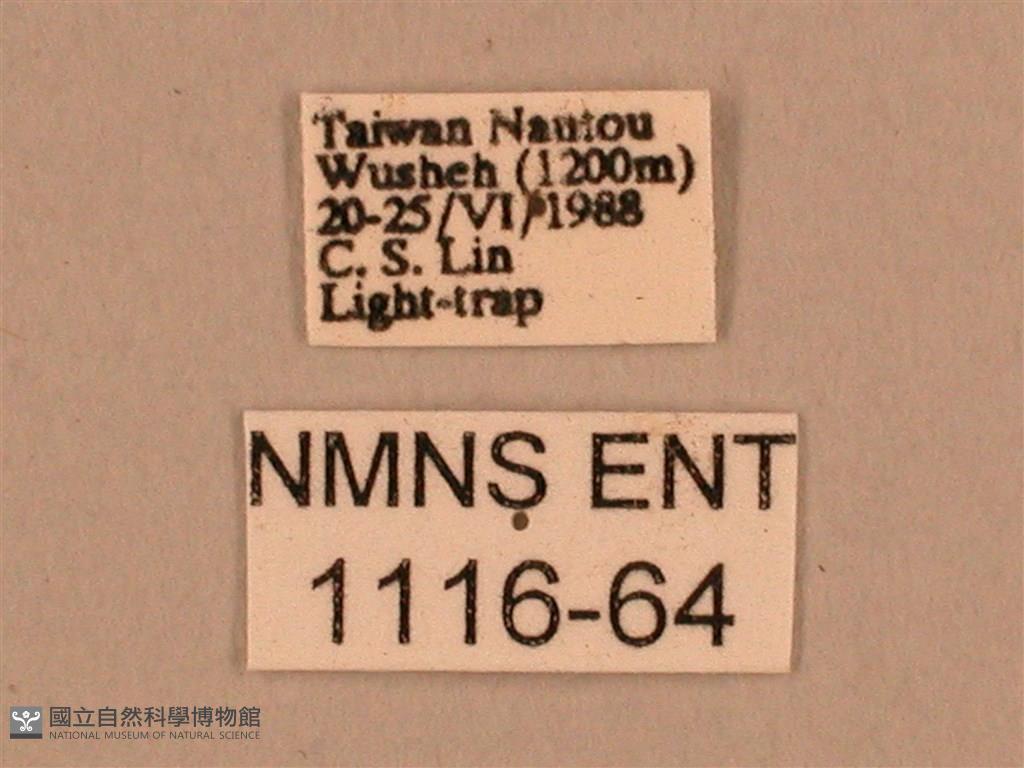 Taiwan Nantou
Wusheh (1200m)
20-25/VI/1988
C. S. Lin
Light-trap
NMNS ENT
1116-64
國立自然科學博物館
NATIONAL MUSEUM OF NATURAL SCIENCE